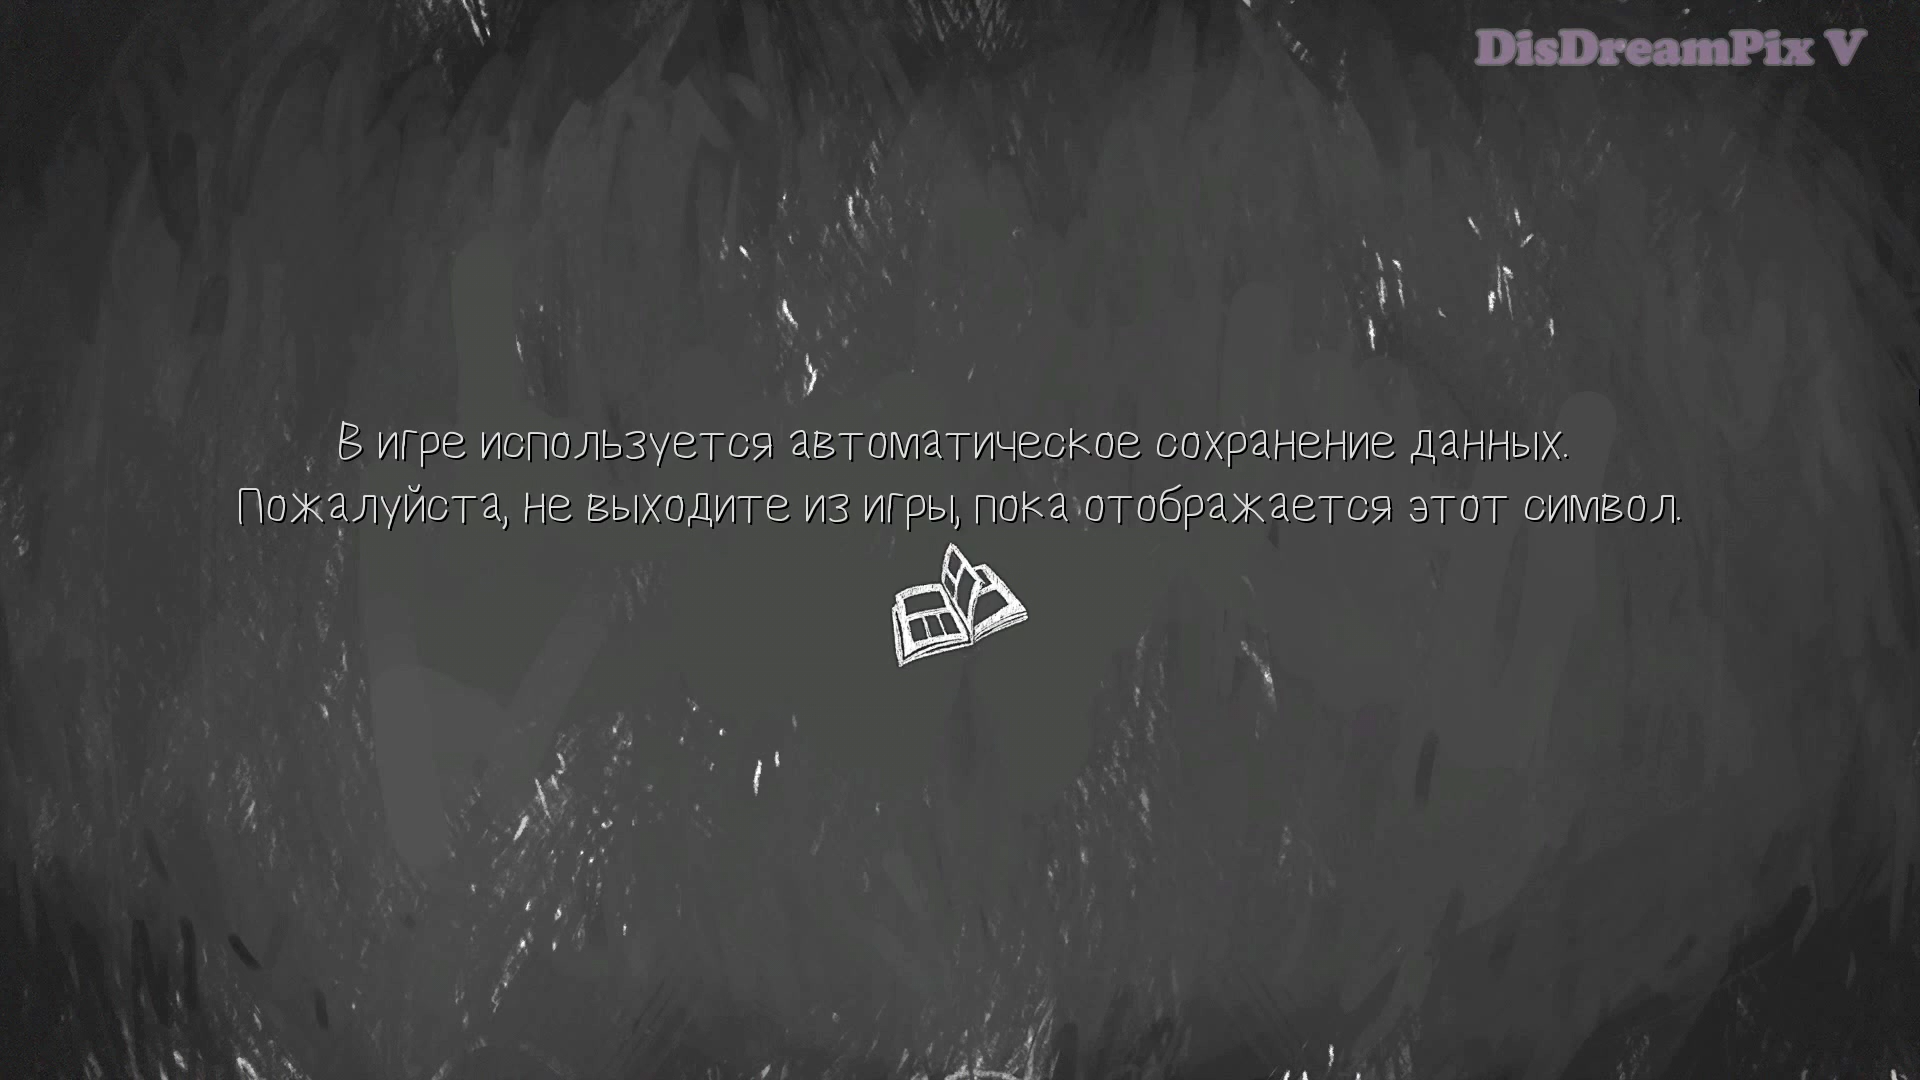 DisDreamPix V
В игре используется автоматическое сохранение данных.
Пожалуйста, не выходите из игры, пока отображается этот символ.